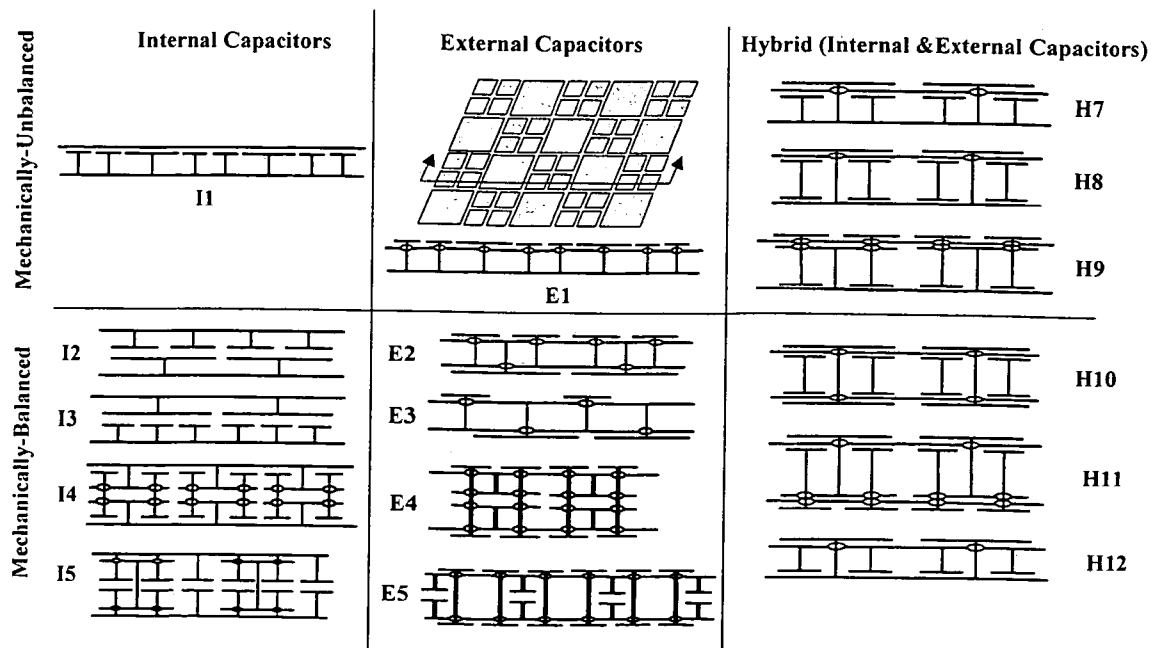 Internal Capacitors
External Capacitors
Hybrid (Internal &External Capacitors)
Mechanically-Unbalanced
I1
E1
H7
H8
H9
Mechanically-Balanced
I2
I3
I4
I5
E2
E3
E4
E5
H10
H11
H12